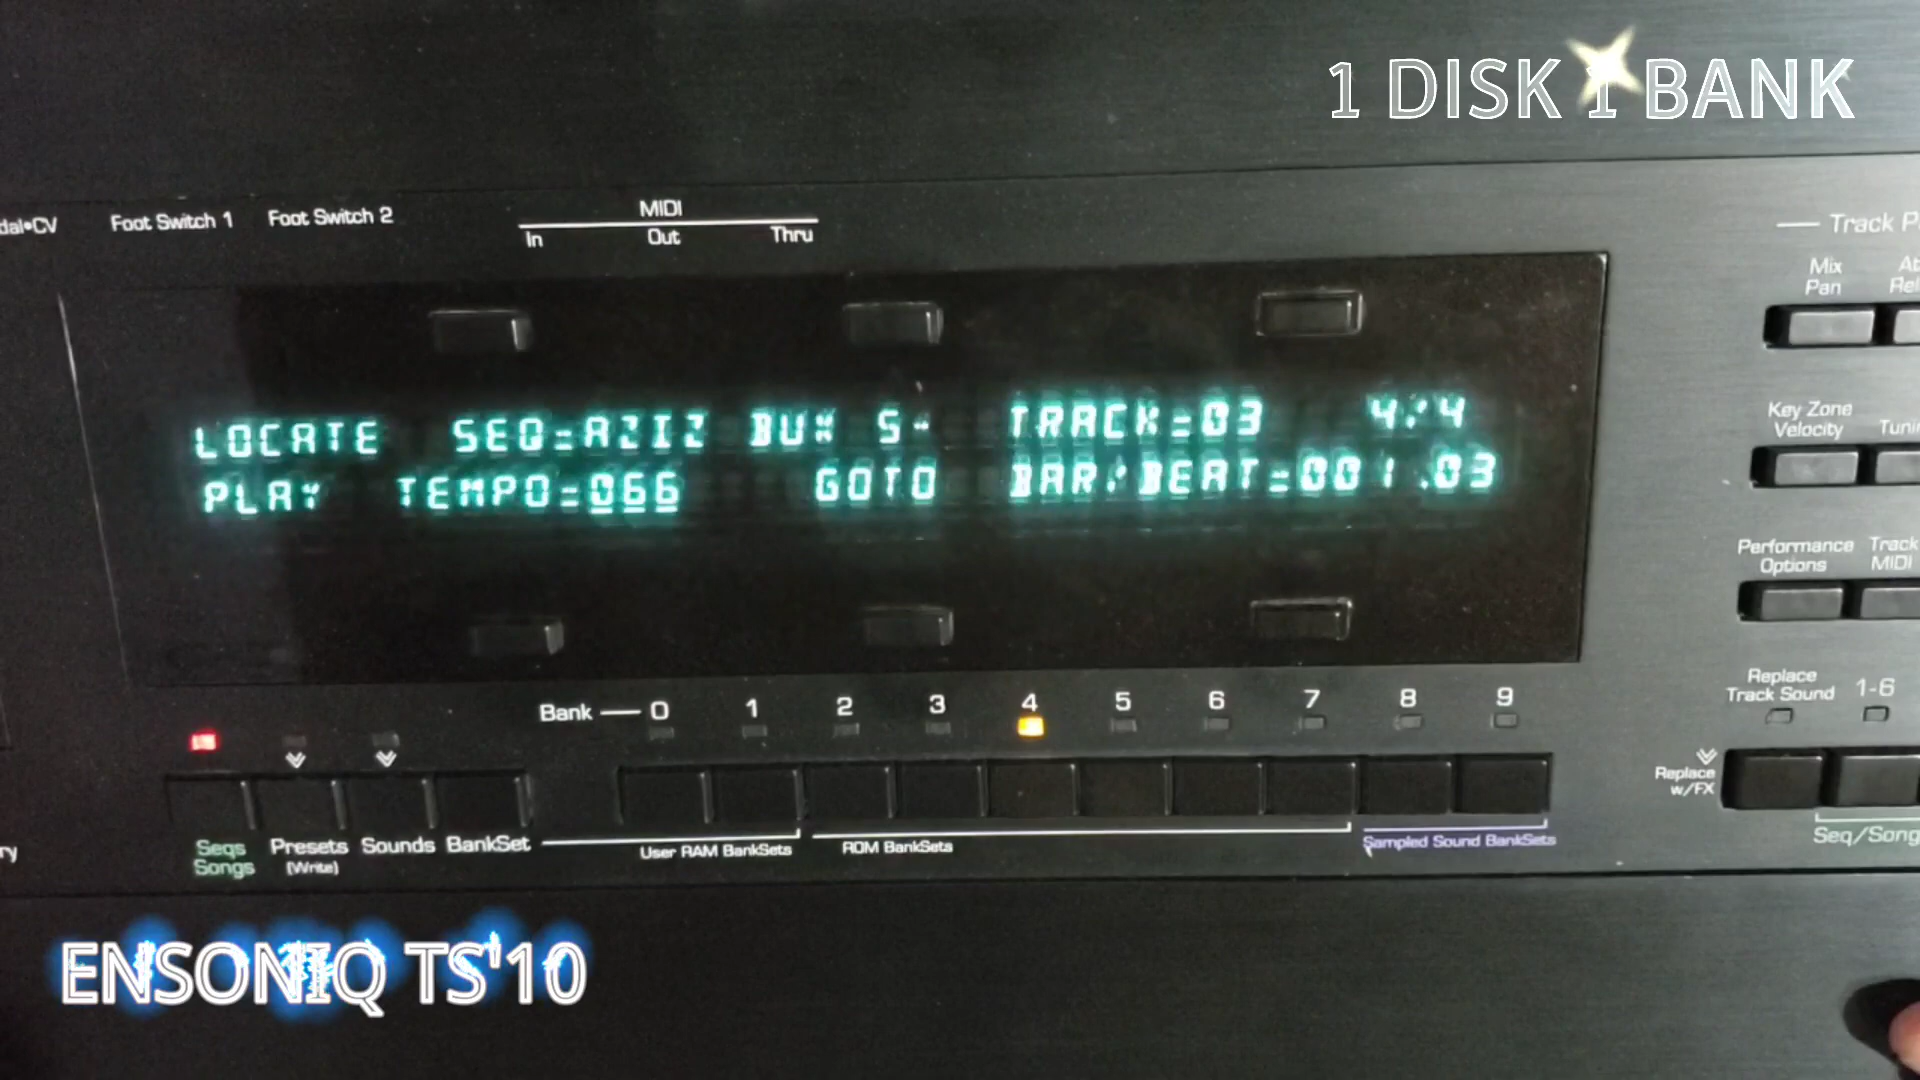 1 DISK 1 BANK
dal•CV Foot Switch 1 Foot Switch 2
MIDI
In Out Thru
Track
Mix
Pan
LOCATE SEQ=AZIZ BUX S- TRACK=03 4/4
PLAY TEMPO=066 GOTO BAR/BEAT=001.03
Key Zone
Velocity
Performance
Options
Track
MIDI
Replace
Track Sound
1-6
Bank 0 1 2 3 4 5 6 7 8 9
Replace
w/FX
Seqs
Songs
Presets
(Write)
Sounds
BankSet
User RAM BankSets
ROM BankSets
Sampled Sound BankSets
Seq/Song
ENSONIQ TS'10